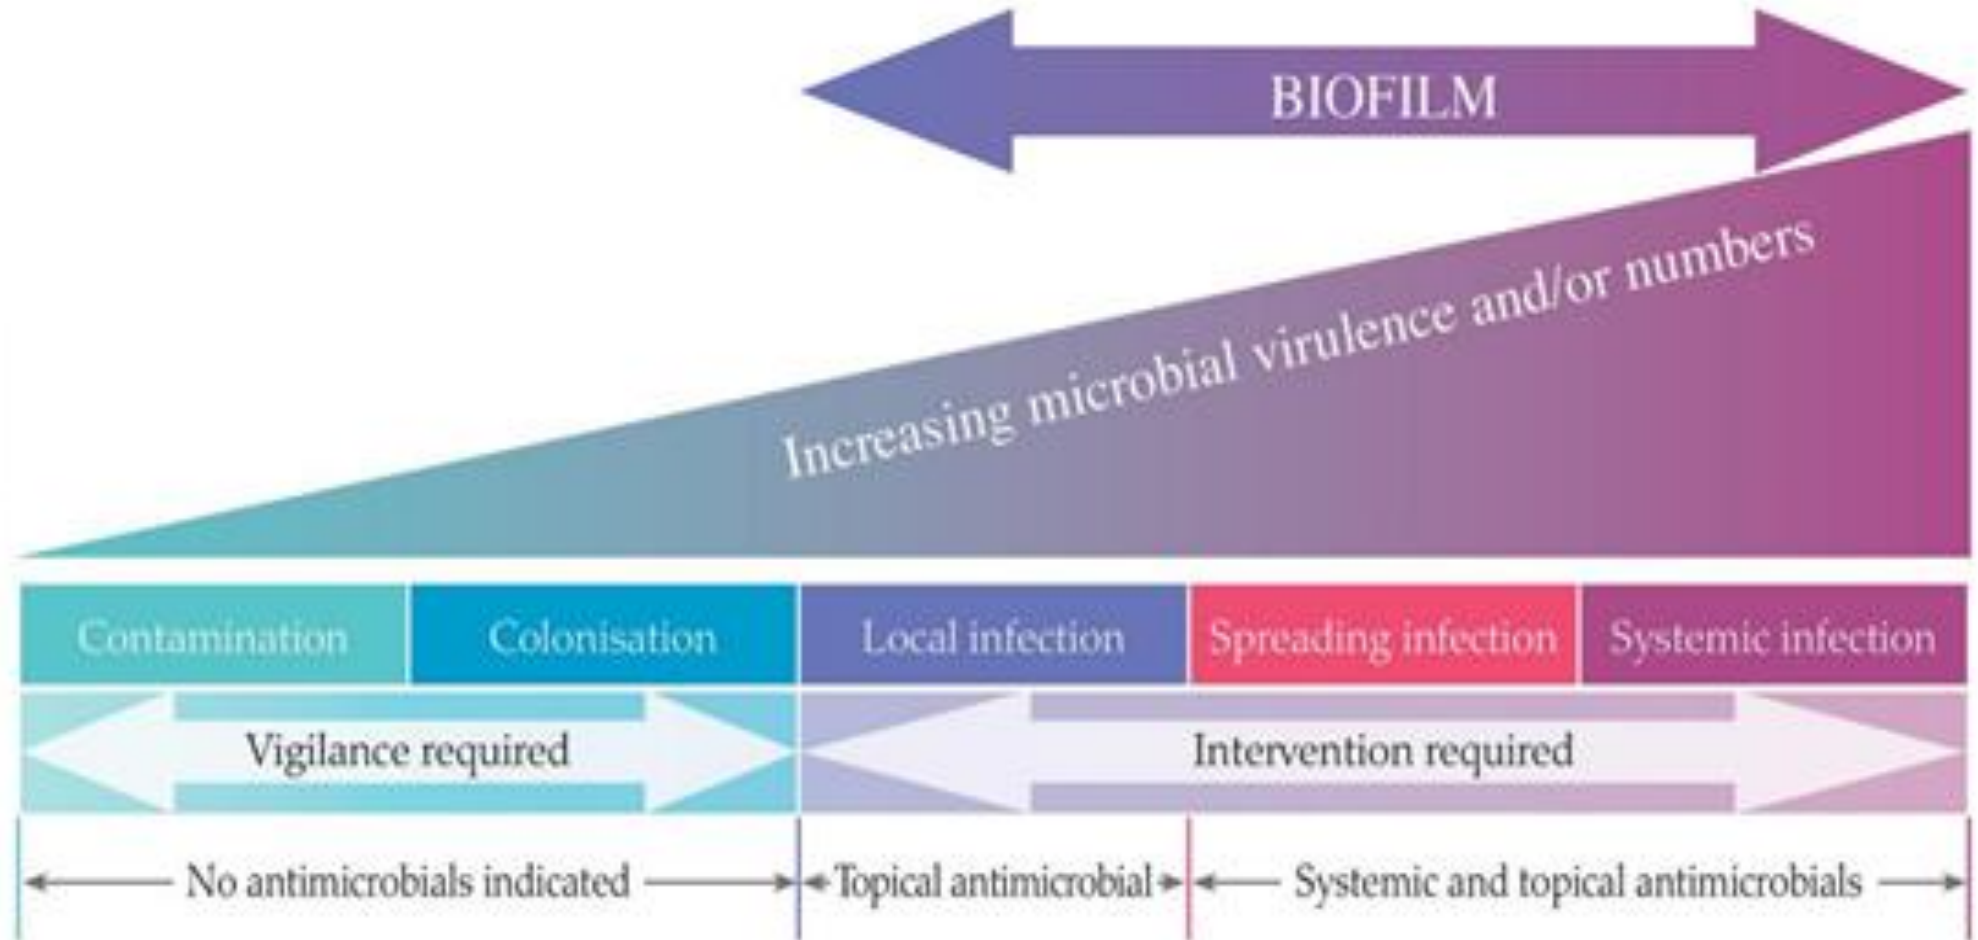 BIOFILM
Increasing microbial virulence and/or numbers
Contamination
Colonisation
Local infection
Spreading infection
Systemic infection
Vigilance required
Intervention required
No antimicrobials indicated
Topical antimicrobial
Systemic and topical antimicrobials